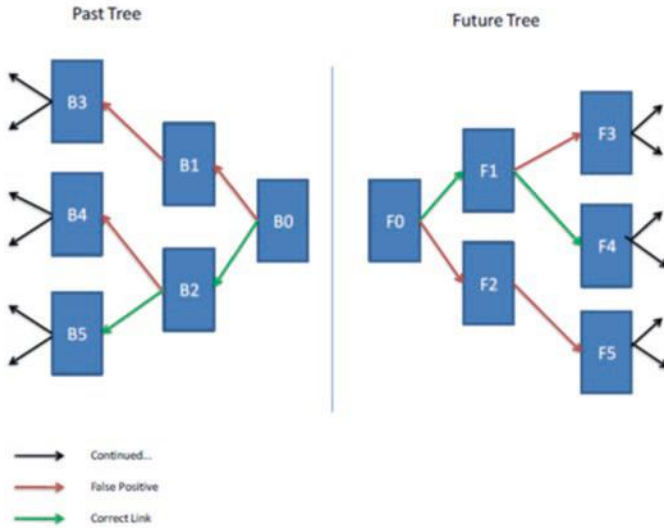 Past Tree
Future Tree
B3
B1
B4
B0
B2
B5
F3
F1
F0
F4
F2
F5
Continued...
False Positive
Correct Link